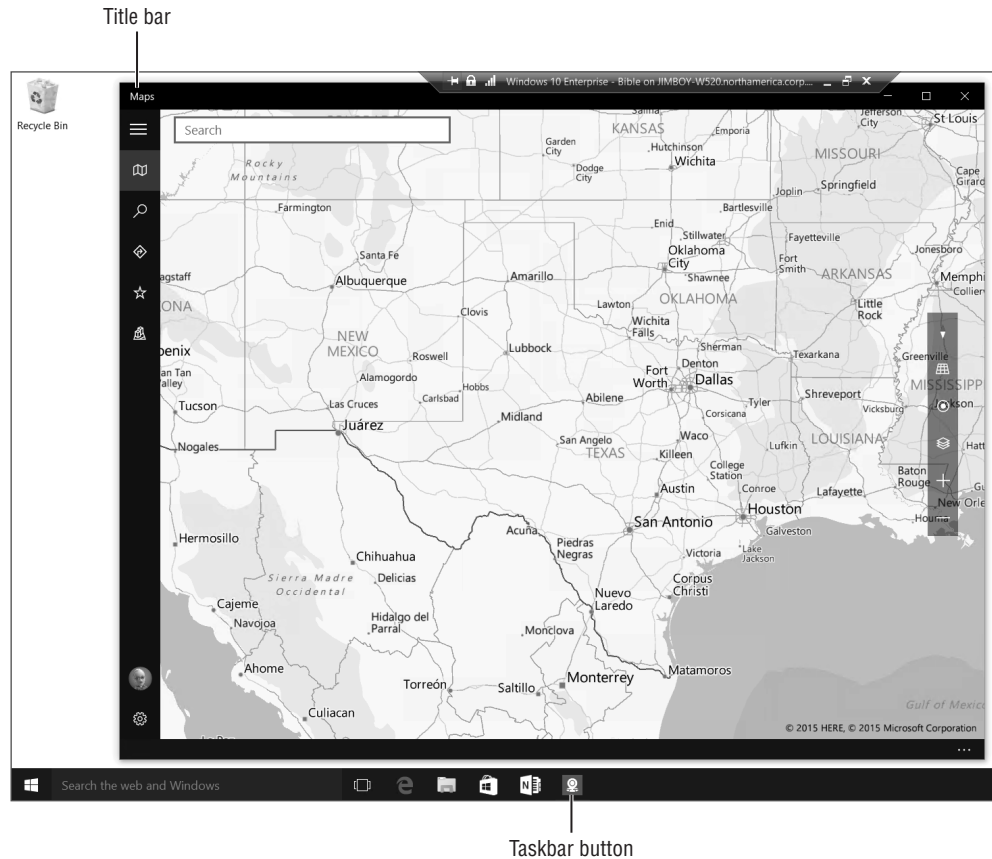 Title bar
Recycle Bin
Windows 10 Enterprise - Bible on JIMBOY-W520.northamerica.corp....
Maps
Search
Salina
KANSAS
Emporia
Jefferson
City
St Louis
Garden
City
Hutchinson
Wichita
Dodge
City
MISSOURI
Rocky
Mountains
Joplin
Springfield
Cape
Girard
Farmington
Bartlesville
Enid
Stillwater
Oklahoma
City
Fayetteville
Jonesboro
Santa Fe
Albuquerque
Amarillo
Shawnee
Fort
Smith
ARKANSAS
Memphi
Collier
agstaff
ONA
Clovis
Lawton
OKLAHOMA
Little
Rock
Wichita
Falls
NEW
MEXICO
Roswell
Lubbock
Sherman
Texarkana
Greenville
oenix
an Tan
alley
Alamogordo
Hobbs
Denton
Fort
Worth
Dallas
MISSISSIPP
Tucson
Las Cruces
Carlsbad
Abilene
Tyler
Shreveport
Vicksburg
Jackson
Juárez
Midland
Corsicana
Nogales
San Angelo
TEXAS
Waco
Killeen
Lufkin
LOUISIANA
Hatt
College
Station
Baton
Rouge
Austin
Conroe
Lafayette
New Orle
Gu
Houma
Hermosillo
Acuña
San Antonio
Houston
Galveston
Piedras
Negras
Chihuahua
Victoria
Lake
Jackson
Sierra Madre
Occidental
Delicias
Corpus
Christi
Cajeme
Nuevo
Laredo
Navojoa
Hidalgo del
Parral
Monclova
Ahome
Torreón
Saltillo
Monterrey
Matamoros
Culiacan
Gulf of Mexic
© 2015 HERE, © 2015 Microsoft Corporation
Search the web and Windows
Taskbar button